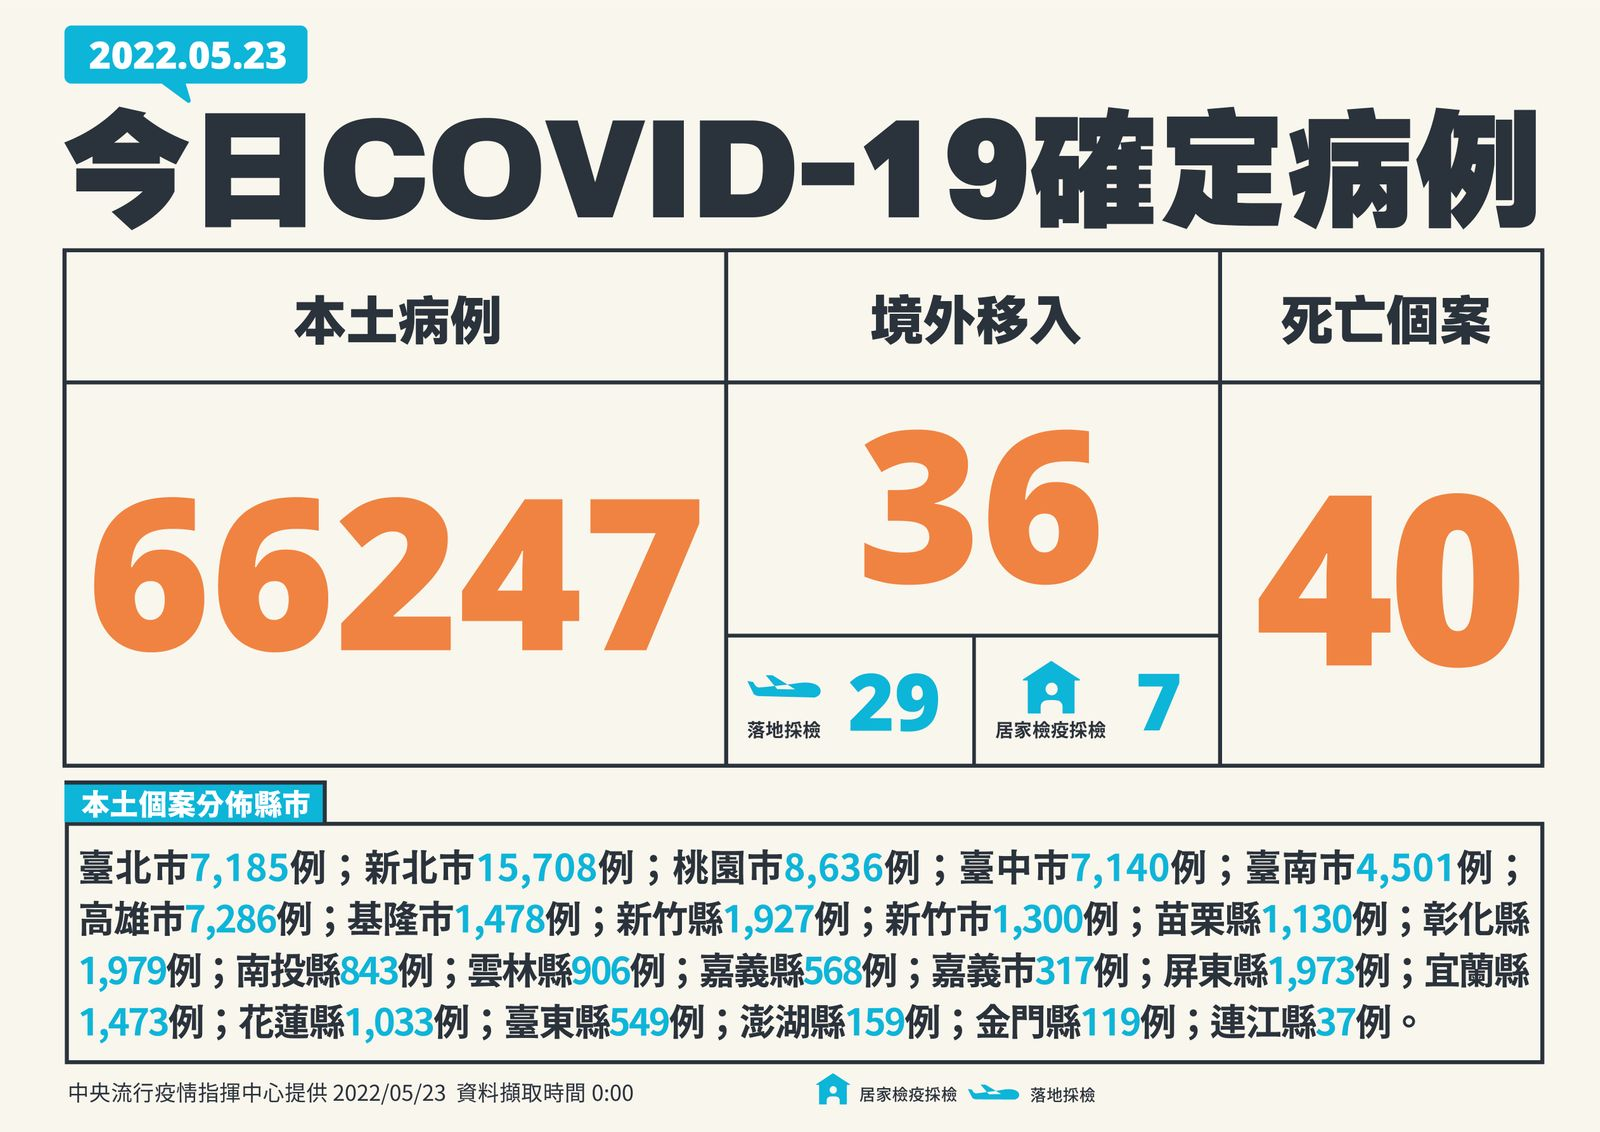 2022.05.23
今日COVID-19確定病例
本土病例
境外移入
死亡個案
66247
36
40
落地採檢
29
居家檢疫採檢
7
本土個案分佈縣市
臺北市7,185例；新北市15,708例；桃園市8,636例；臺中市7,140例；臺南市4,501例；
高雄市7,286例；基隆市1,478例；新竹縣1,927例；新竹市1,300例；苗栗縣1,130例；彰化縣
1,979例；南投縣843例；雲林縣906例；嘉義縣568例；嘉義市317例；屏東縣1,973例；宜蘭縣
1,473例；花蓮縣1,033例；臺東縣549例；澎湖縣159例；金門縣119例；連江縣37例。
中央流行疫情指揮中心提供 2022/05/23 資料擷取時間 0:00
居家檢疫採檢
落地採檢